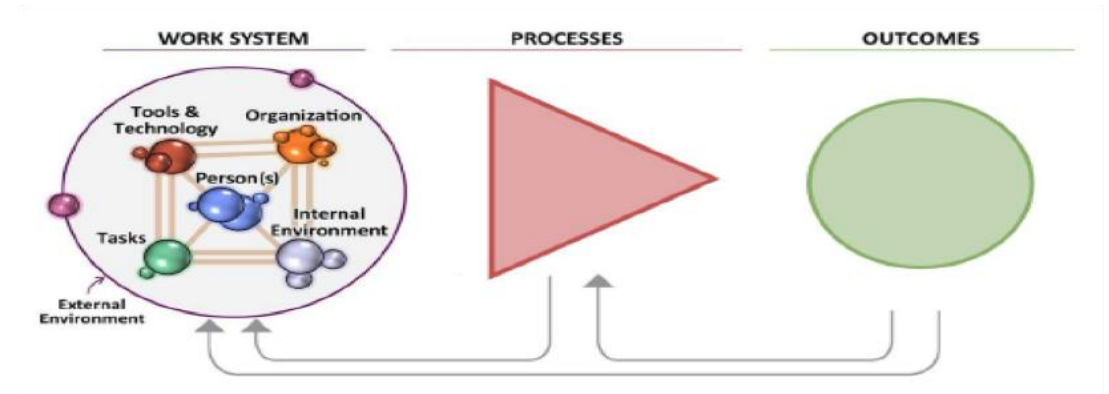 WORK SYSTEM
PROCESSES
OUTCOMES
Tools &
Technology
Organization
Person(s)
Internal
Environment
Tasks
External
Environment